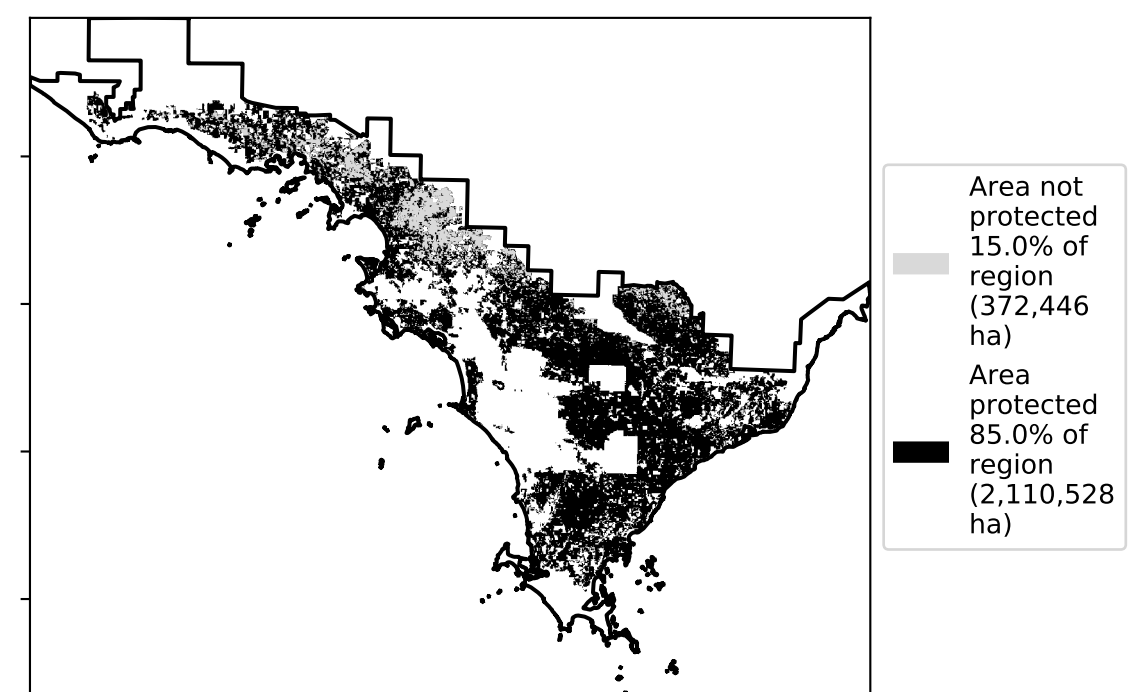 Area not
protected
15.0% of
region
(372,446
ha)
Area
protected
85.0% of
region
(2,110,528
ha)